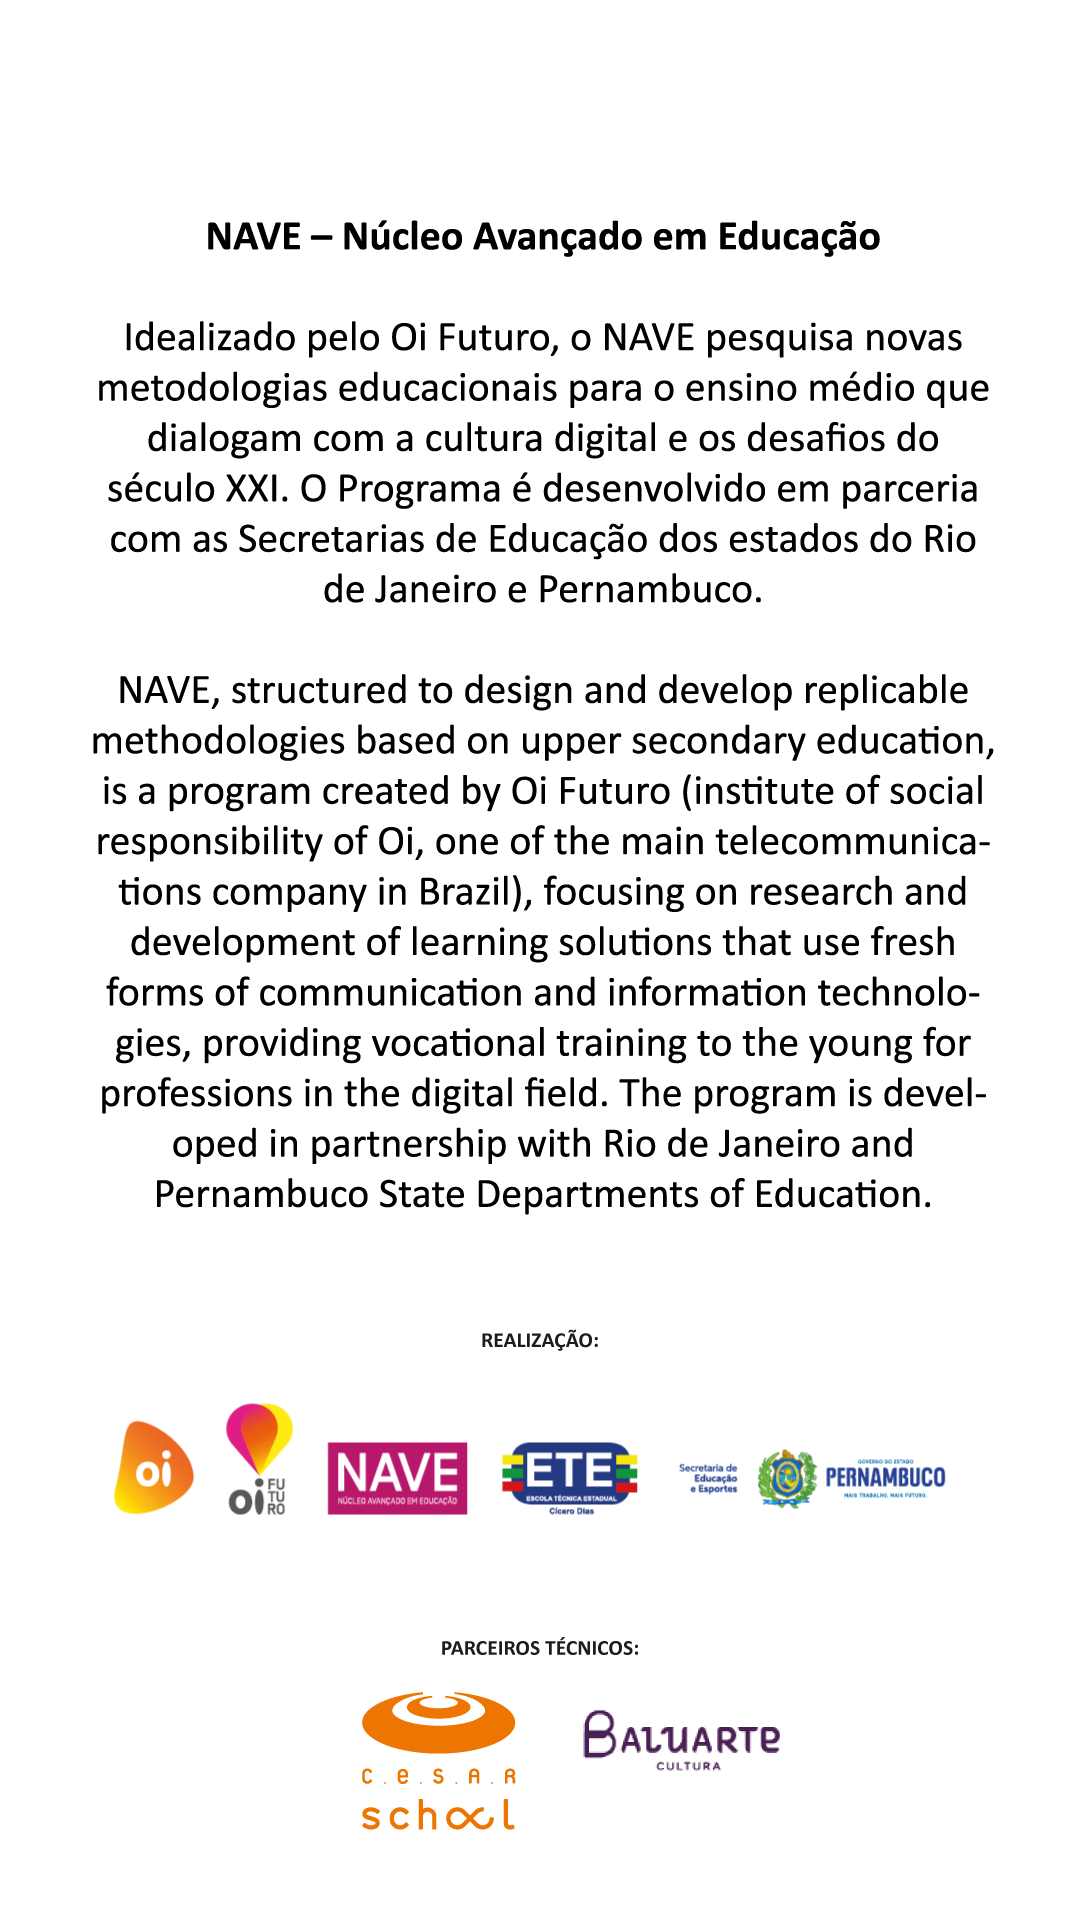 NAVE – Núcleo Avançado em Educação
Idealizado pelo Oi Futuro, o NAVE pesquisa novas
metodologias educacionais para o ensino médio que
dialogam com a cultura digital e os desafios do
século XXI. O Programa é desenvolvido em parceria
com as Secretarias de Educação dos estados do Rio
de Janeiro e Pernambuco.
NAVE, structured to design and develop replicable
methodologies based on upper secondary education,
is a program created by Oi Futuro (institute of social
responsibility of Oi, one of the main telecommunica-
tions company in Brazil), focusing on research and
development of learning solutions that use fresh
forms of communication and information technolo-
gies, providing vocational training to the young for
professions in the digital field. The program is devel-
oped in partnership with Rio de Janeiro and
Pernambuco State Departments of Education.
REALIZAÇÃO:
oi
oi
FU
TU
RO
NAVE
NÚCLEO AVANÇADO EM EDUCAÇÃO
ETE
ESCOLA TÉCNICA ESTADUAL
Cícero Dias
Secretaria de
Educação
e Esportes
GOVERNO DO ESTADO
PERNAMBUCO
MAIS TRABALHO, MAIS FUTURO.
PARCEIROS TÉCNICOS:
C.e.S.A.R
school
BALUARTE
CULTURA